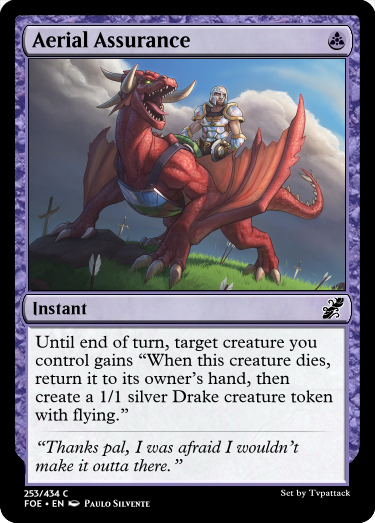 Aerial Assurance
Instant
Until end of turn, target creature you
control gains “When this creature dies,
return it to its owner’s hand, then
create a 1/1 silver Drake creature token
with flying.”
“Thanks pal, I was afraid I wouldn’t
make it outta there.”
253/434 C
FOE • EN Paulo Silvente
Set by Tvpattack